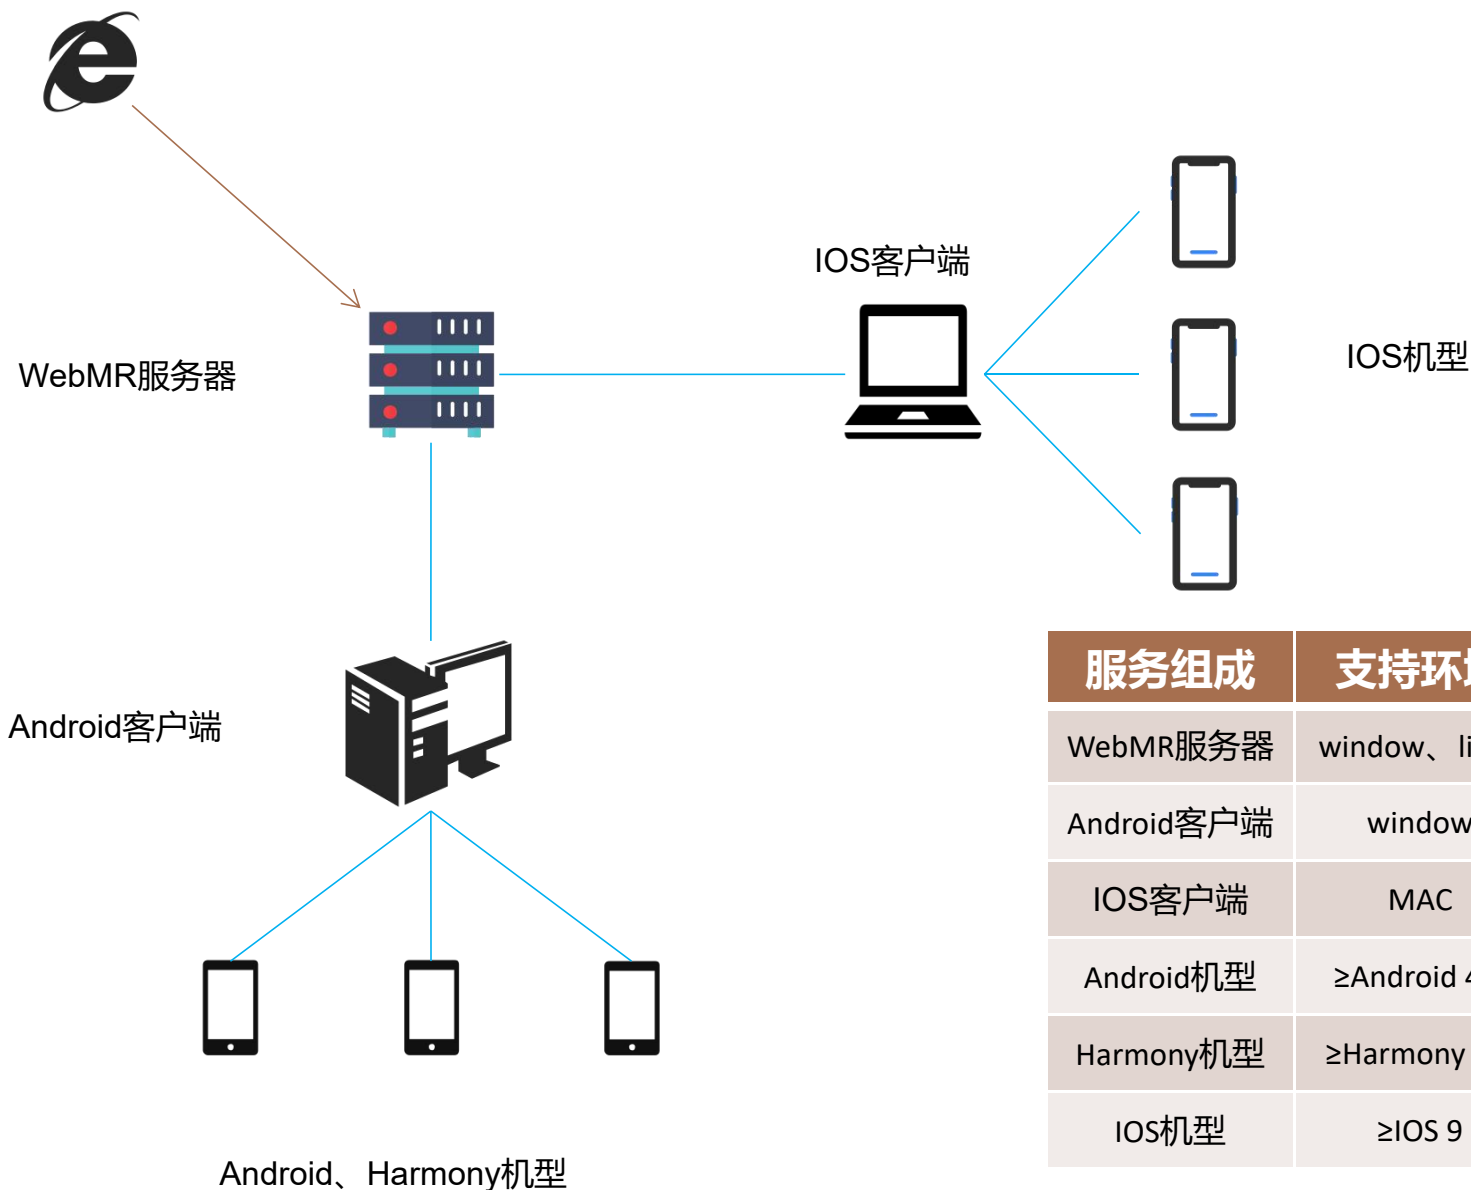 IOS客户端
WebMR服务器
IOS机型
Android客户端
Android、Harmony机型
服务组成 支持环
WebMR服务器 window、li
Android客户端 window
IOS客户端 MAC
Android机型 ≥Android
Harmony机型 ≥Harmony
IOS机型 ≥IOS 9